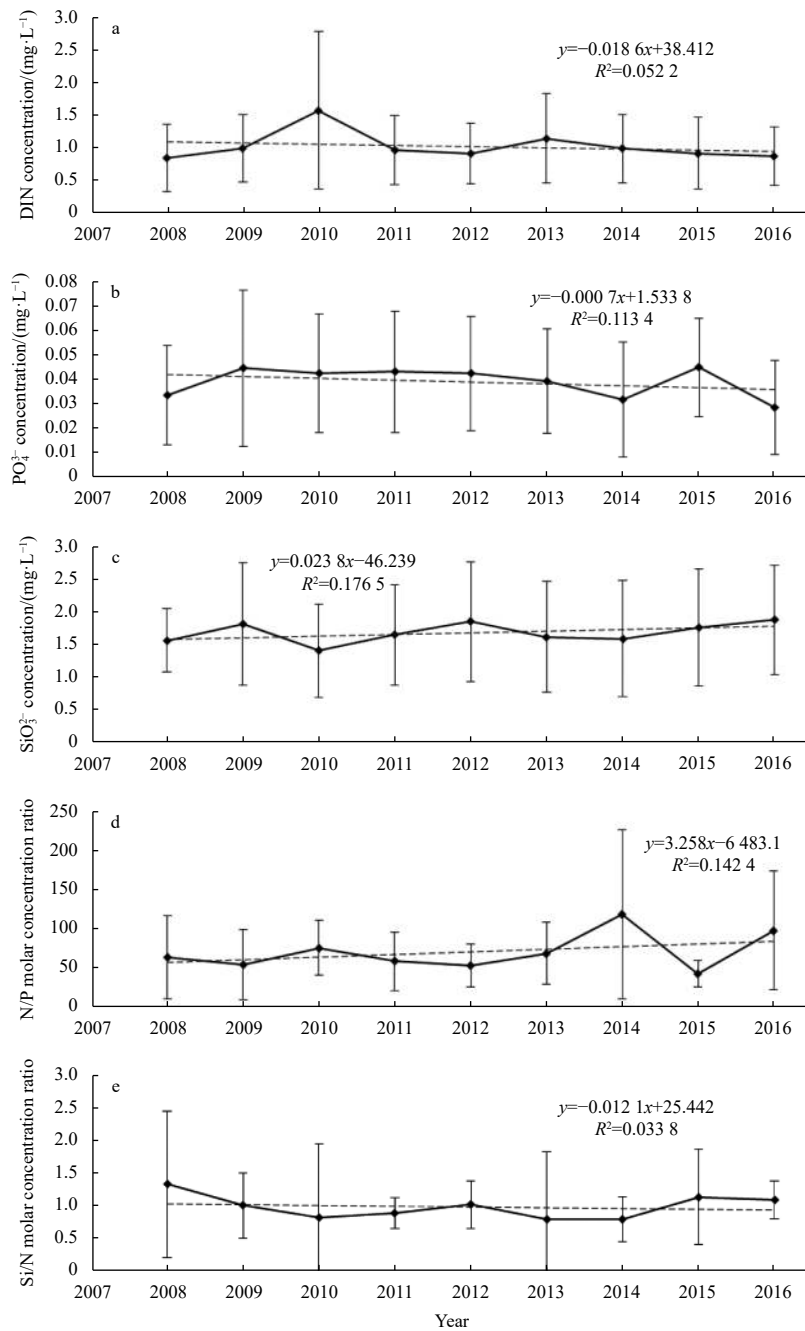 a
DIN concentration/(mg·L⁻¹)
3.0
2.5
2.0
1.5
1.0
0.5
0
y=−0.018 6x+38.412
R²=0.052 2
2007 2008 2009 2010 2011 2012 2013 2014 2015 2016
b
PO₄³⁻ concentration/(mg·L⁻¹)
0.08
0.07
0.06
0.05
0.04
0.03
0.02
0.01
0
y=−0.000 7x+1.533 8
R²=0.113 4
2007 2008 2009 2010 2011 2012 2013 2014 2015 2016
c
SiO₃²⁻ concentration/(mg·L⁻¹)
3.0
2.5
2.0
1.5
1.0
0.5
0
y=0.023 8x−46.239
R²=0.176 5
2007 2008 2009 2010 2011 2012 2013 2014 2015 2016
d
N/P molar concentration ratio
250
200
150
100
50
0
y=3.258x−6 483.1
R²=0.142 4
2007 2008 2009 2010 2011 2012 2013 2014 2015 2016
e
Si/N molar concentration ratio
3.0
2.5
2.0
1.5
1.0
0.5
0
y=−0.012 1x+25.442
R²=0.033 8
2007 2008 2009 2010 2011 2012 2013 2014 2015 2016
Year